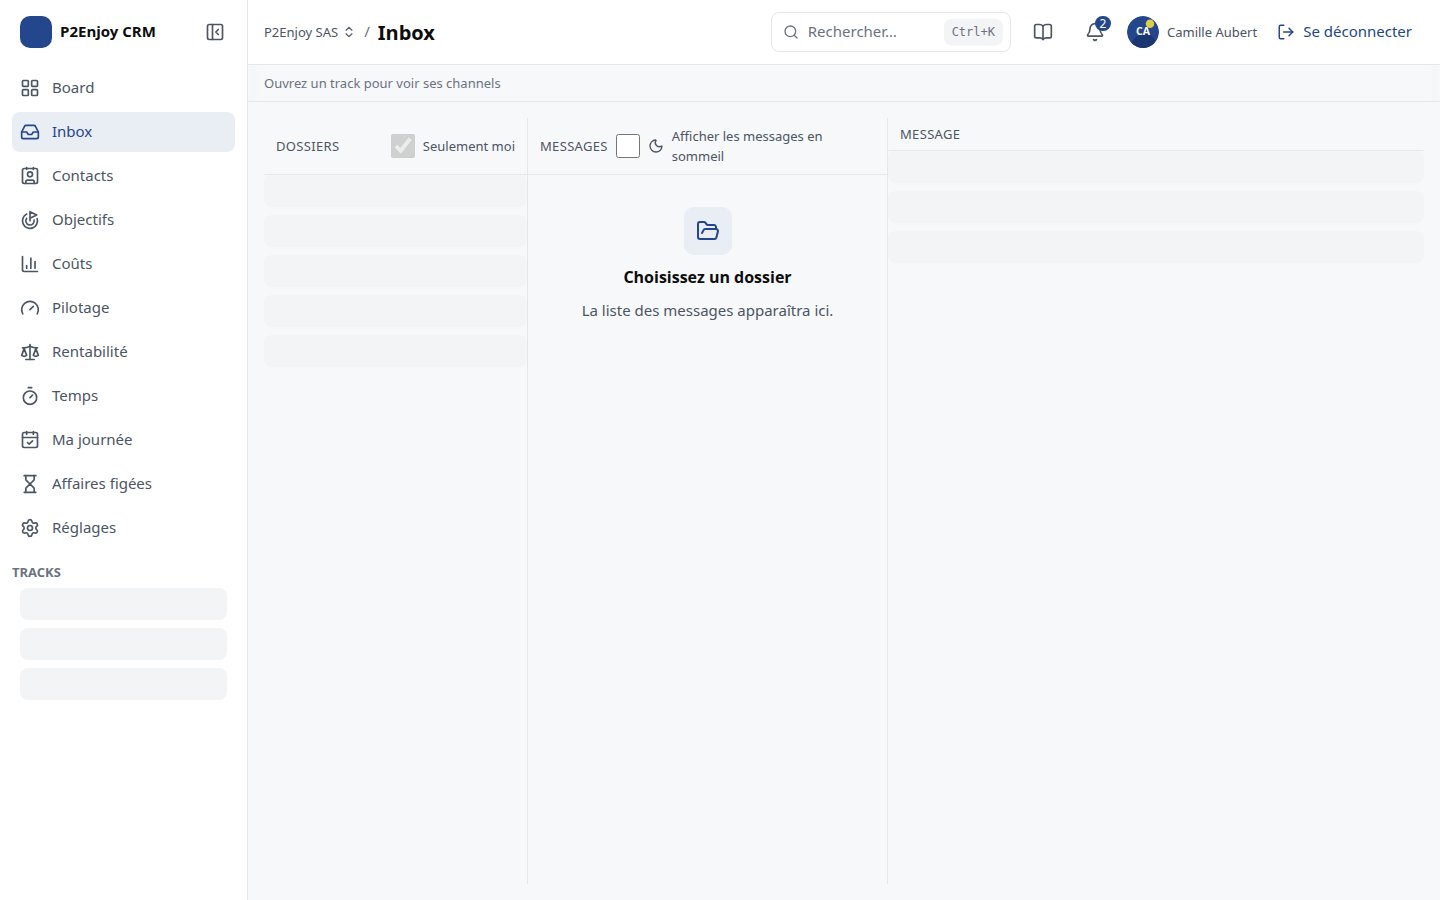 P2Enjoy CRM
P2Enjoy SAS / Inbox
Rechercher... Ctrl+K
2
CA
Camille Aubert
Se déconnecter
Board
Inbox
Contacts
Objectifs
Coûts
Pilotage
Rentabilité
Temps
Ma journée
Affaires figées
Réglages
TRACKS
Ouvrez un track pour voir ses channels
DOSSIERS
Seulement moi
MESSAGES
Afficher les messages en
sommeil
MESSAGE
Choisissez un dossier
La liste des messages apparaîtra ici.